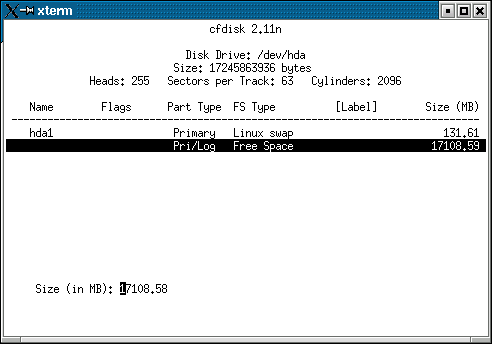 xterm
cfdisk 2.11n
Disk Drive: /dev/hda
Size: 17245863936 bytes
Heads: 255 Sectors per Track: 63 Cylinders: 2096
Name Flags Part Type FS Type [Label] Size (MB)
hda1 Primary Linux swap 131.61
Pri/Log Free Space 17108.59
Size (in MB): 17108.58